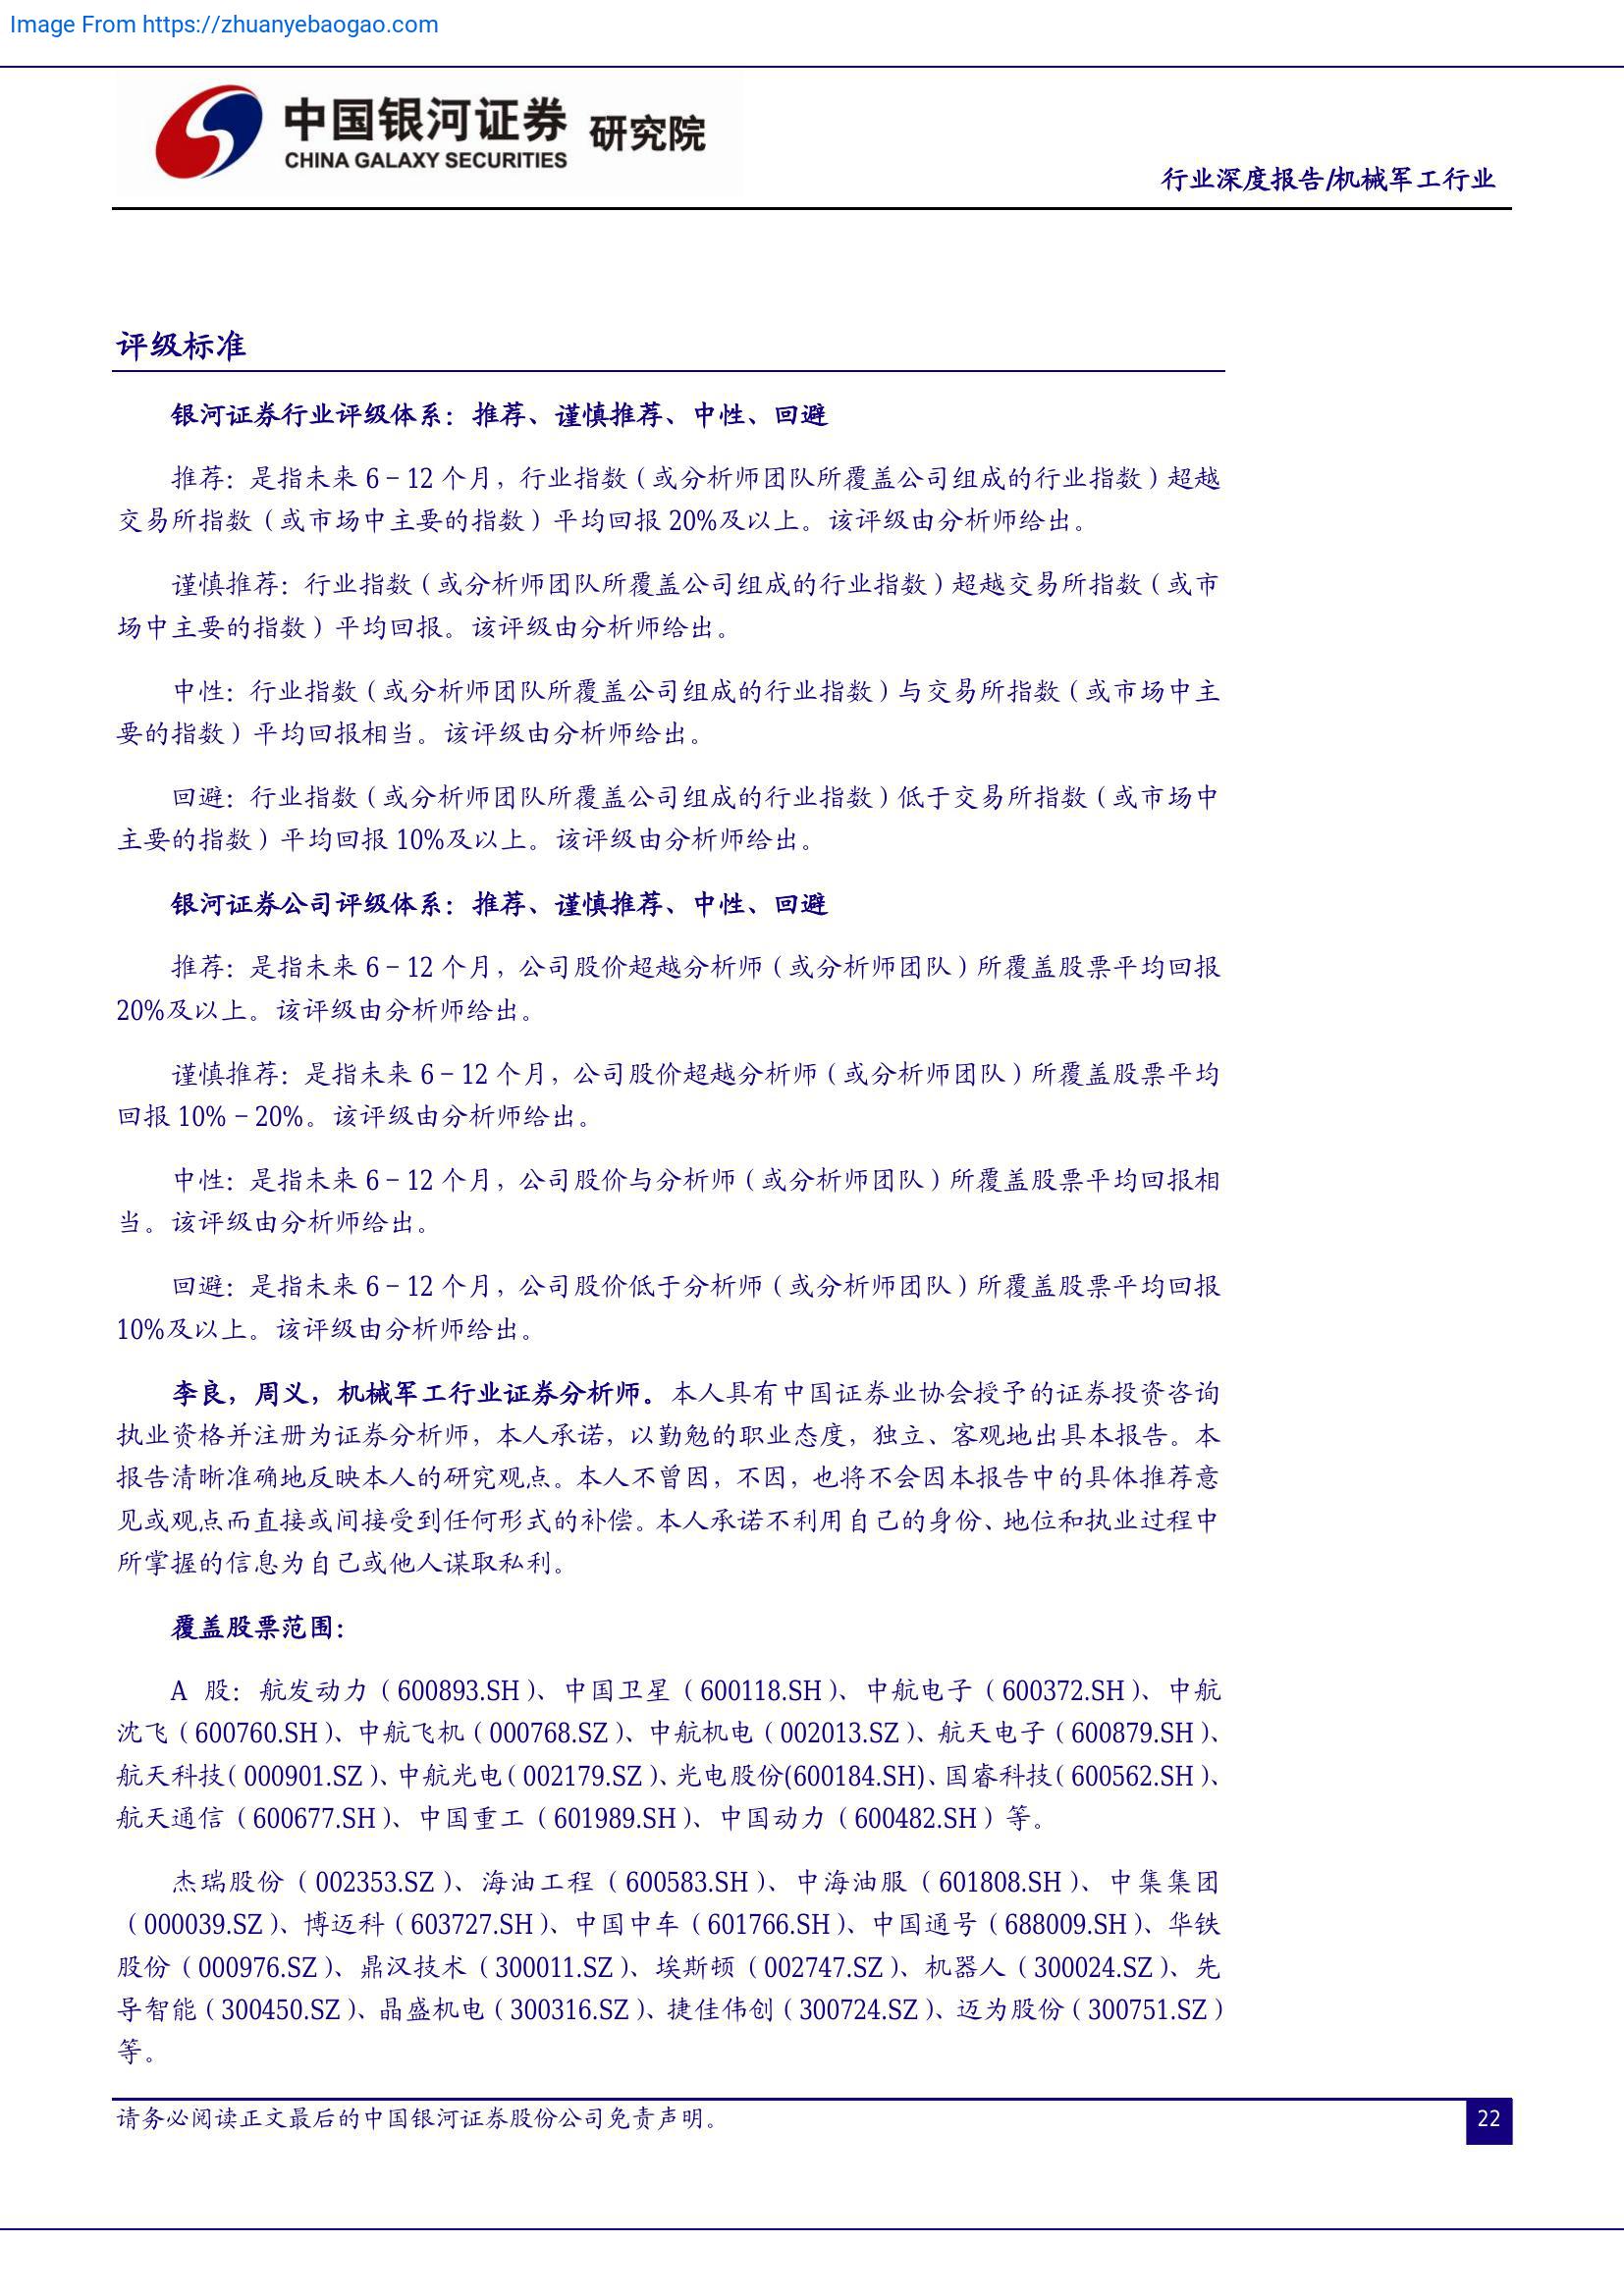 Image From https://zhuanyebaogao.com
中国银河证券 研究院
CHINA GALAXY SECURITIES
行业深度报告/机械军工行业
评级标准
银河证券行业评级体系：推荐、谨慎推荐、中性、回避
推荐：是指未来 6－12 个月，行业指数（或分析师团队所覆盖公司组成的行业指数）超越
交易所指数（或市场中主要的指数）平均回报 20%及以上。该评级由分析师给出。
谨慎推荐：行业指数（或分析师团队所覆盖公司组成的行业指数）超越交易所指数（或市
场中主要的指数）平均回报。该评级由分析师给出。
中性：行业指数（或分析师团队所覆盖公司组成的行业指数）与交易所指数（或市场中主
要的指数）平均回报相当。该评级由分析师给出。
回避：行业指数（或分析师团队所覆盖公司组成的行业指数）低于交易所指数（或市场中
主要的指数）平均回报 10%及以上。该评级由分析师给出。
银河证券公司评级体系：推荐、谨慎推荐、中性、回避
推荐：是指未来 6－12 个月，公司股价超越分析师（或分析师团队）所覆盖股票平均回报
20%及以上。该评级由分析师给出。
谨慎推荐：是指未来 6－12 个月，公司股价超越分析师（或分析师团队）所覆盖股票平均
回报 10%－20%。该评级由分析师给出。
中性：是指未来 6－12 个月，公司股价与分析师（或分析师团队）所覆盖股票平均回报相
当。该评级由分析师给出。
回避：是指未来 6－12 个月，公司股价低于分析师（或分析师团队）所覆盖股票平均回报
10%及以上。该评级由分析师给出。
李良，周义，机械军工行业证券分析师。本人具有中国证券业协会授予的证券投资咨询
执业资格并注册为证券分析师，本人承诺，以勤勉的职业态度，独立、客观地出具本报告。本
报告清晰准确地反映本人的研究观点。本人不曾因，不因，也将不会因本报告中的具体推荐意
见或观点而直接或间接受到任何形式的补偿。本人承诺不利用自己的身份、地位和执业过程中
所掌握的信息为自己或他人谋取私利。
覆盖股票范围：
A 股：航发动力（600893.SH）、中国卫星（600118.SH）、中航电子（600372.SH）、中航
沈飞（600760.SH）、中航飞机（000768.SZ）、中航机电（002013.SZ）、航天电子（600879.SH）、
航天科技（000901.SZ）、中航光电（002179.SZ）、光电股份(600184.SH)、国睿科技（600562.SH）、
航天通信（600677.SH）、中国重工（601989.SH）、中国动力（600482.SH）等。
杰瑞股份（002353.SZ）、海油工程（600583.SH）、中海油服（601808.SH）、中集集团
（000039.SZ）、博迈科（603727.SH）、中国中车（601766.SH）、中国通号（688009.SH）、华铁
股份（000976.SZ）、鼎汉技术（300011.SZ）、埃斯顿（002747.SZ）、机器人（300024.SZ）、先
导智能（300450.SZ）、晶盛机电（300316.SZ）、捷佳伟创（300724.SZ）、迈为股份（300751.SZ）
等。
请务必阅读正文最后的中国银河证券股份公司免责声明。
22